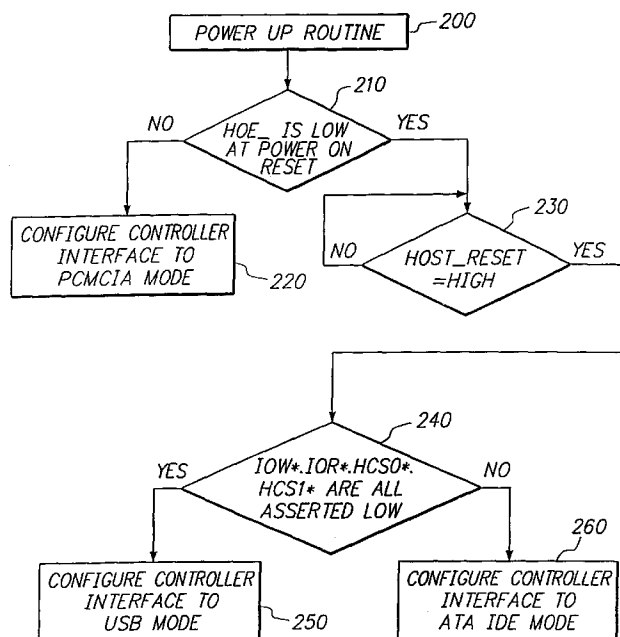 POWER UP ROUTINE
200
210
NO
HOE_ IS LOW
AT POWER ON
RESET
YES
CONFIGURE CONTROLLER
INTERFACE TO
PCMCIA MODE
220
230
NO
HOST_RESET
=HIGH
YES
240
YES
IOW*.IOR*.HCS0*.
HCS1* ARE ALL
ASSERTED LOW
NO
CONFIGURE CONTROLLER
INTERFACE TO
USB MODE
250
260
CONFIGURE CONTROLLER
INTERFACE TO
ATA IDE MODE